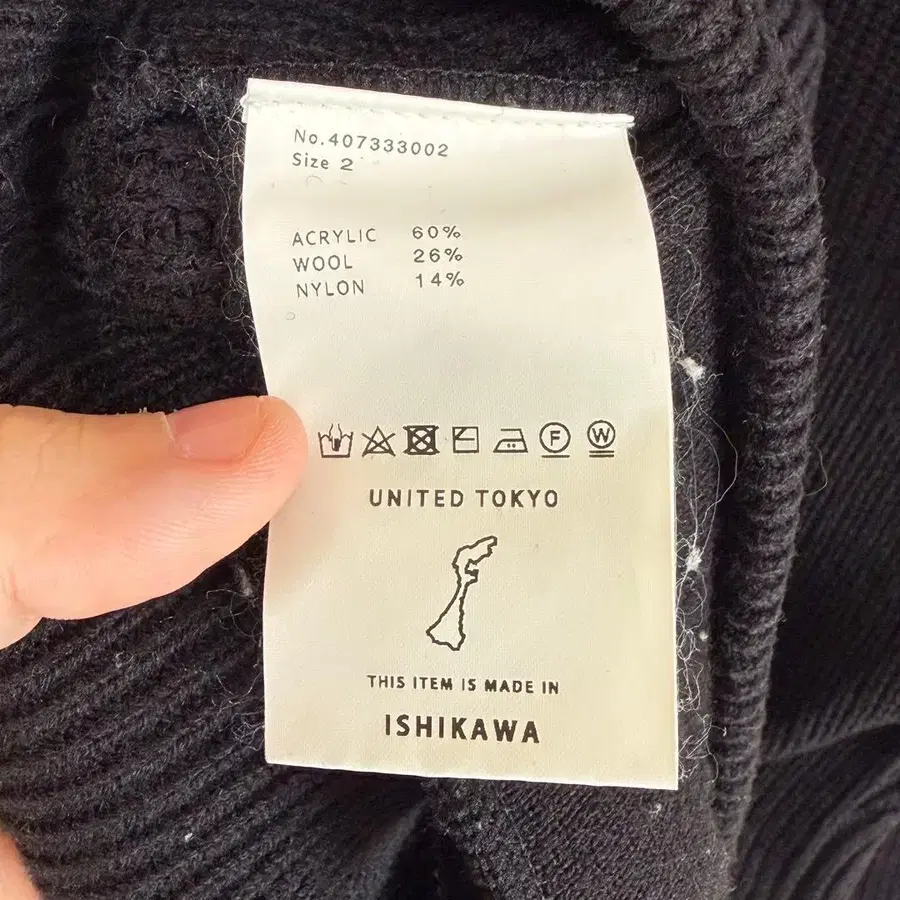 No.407333002
Size 2
ACRYLIC 60%
WOOL 26%
NYLON 14%
F W
UNITED TOKYO
THIS ITEM IS MADE IN
ISHIKAWA